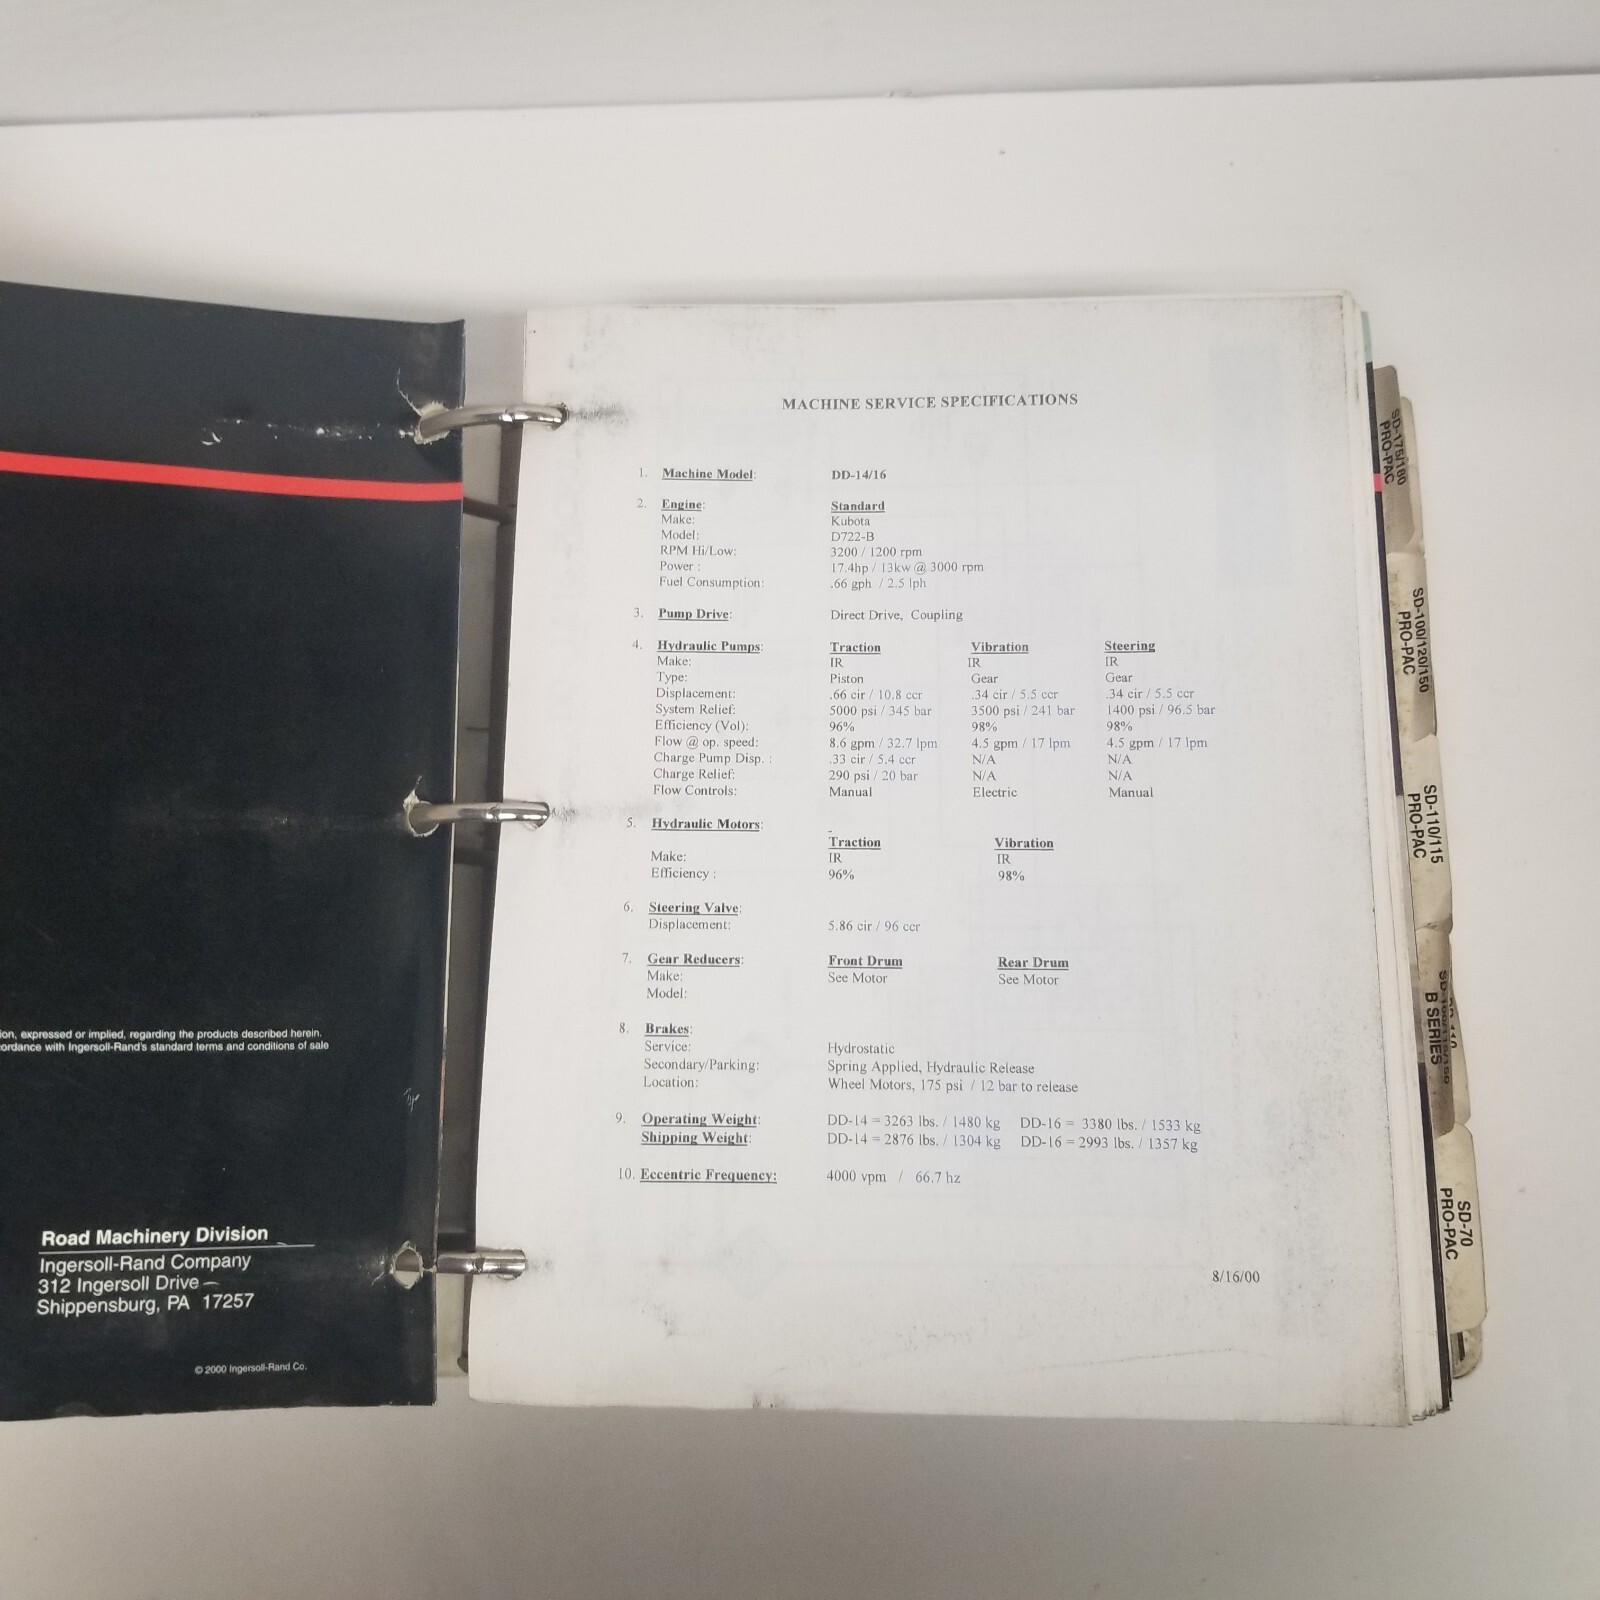 ion, expressed or implied, regarding the products described herein.
ordance with Ingersoll-Rand's standard terms and conditions of sale
Road Machinery Division
Ingersoll-Rand Company
312 Ingersoll Drive
Shippensburg, PA 17257
© 2000 Ingersoll-Rand Co.
MACHINE SERVICE SPECIFICATIONS
1. Machine Model: DD-14/16
2. Engine: Standard
Make: Kubota
Model: D722-B
RPM Hi/Low: 3200 / 1200 rpm
Power : 17.4hp / 13kw @ 3000 rpm
Fuel Consumption: .66 gph / 2.5 lph
3. Pump Drive: Direct Drive, Coupling
4. Hydraulic Pumps: Traction Vibration Steering
Make: IR IR IR
Type: Piston Gear Gear
Displacement: .66 cir / 10.8 ccr .34 cir / 5.5 ccr .34 cir / 5.5 ccr
System Relief: 5000 psi / 345 bar 3500 psi / 241 bar 1400 psi / 96.5 bar
Efficiency (Vol): 96% 98% 98%
Flow @ op. speed: 8.6 gpm / 32.7 lpm 4.5 gpm / 17 lpm 4.5 gpm / 17 lpm
Charge Pump Disp. : .33 cir / 5.4 ccr N/A N/A
Charge Relief: 290 psi / 20 bar N/A N/A
Flow Controls: Manual Electric Manual
5. Hydraulic Motors:
Traction Vibration
Make: IR IR
Efficiency : 96% 98%
6. Steering Valve:
Displacement: 5.86 cir / 96 ccr
7. Gear Reducers: Front Drum Rear Drum
Make: See Motor See Motor
Model:
8. Brakes:
Service: Hydrostatic
Secondary/Parking: Spring Applied, Hydraulic Release
Location: Wheel Motors, 175 psi / 12 bar to release
9. Operating Weight: DD-14 = 3263 lbs. / 1480 kg DD-16 = 3380 lbs. / 1533 kg
Shipping Weight: DD-14 = 2876 lbs. / 1304 kg DD-16 = 2993 lbs. / 1357 kg
10. Eccentric Frequency: 4000 vpm / 66.7 hz
8/16/00
SD-175/180
PRO-PAC
SD-100/120/150
PRO-PAC
SD-110/115
PRO-PAC
B SERIES
SD-70
PRO-PAC